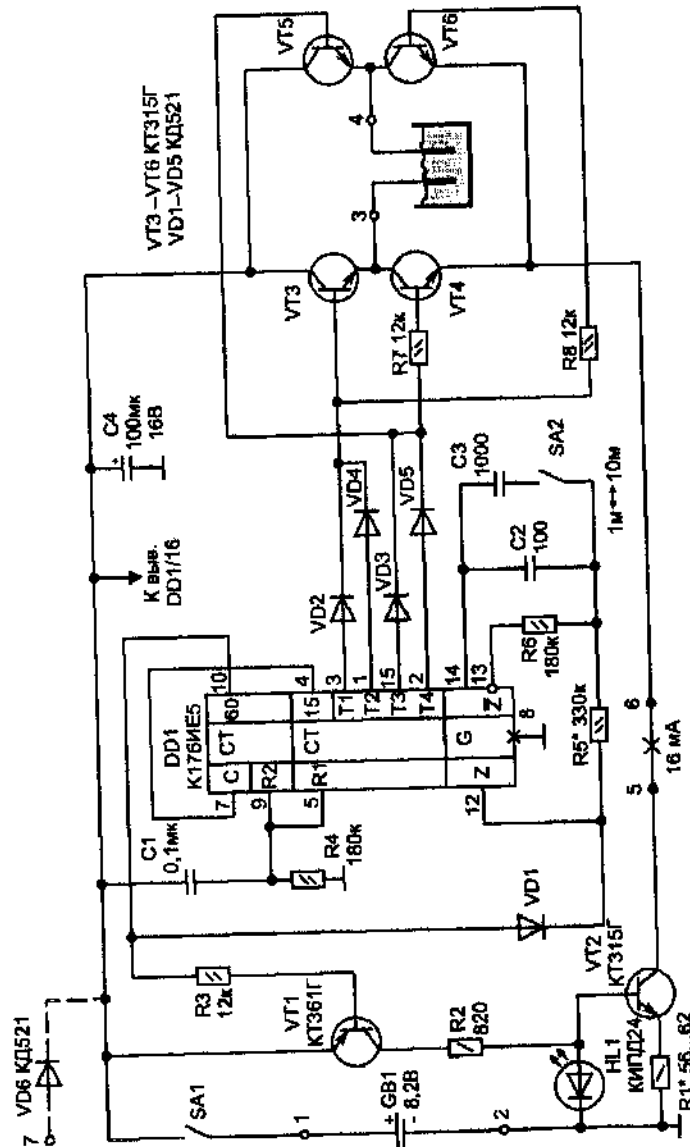 VT3–VT6 КТ315Г
VD1–VD5 КД521
7
VD6 КД521
SA1
1
+
GB1
8,2В
-
2
R3
12к
VT1
КТ361Г
R2
820
HL1
КИПД24
R1* 56...62
VT2
КТ315Г
VD1
C1
0,1мк
R4
180к
DD1
К176ИЕ5
7
9
5
12
C
R2
R1
Z
CT
CT
G
60
15
T1
T2
T3
T4
Z
10
4
3
1
15
2
14
13
8
К выв.
DD1/16
+
C4
100мк
16В
VD2
VD4
VD3
VD5
VT3
VT4
VT5
VT6
3
4
R7 12к
R8 12к
C3
1000
C2
100
SA2
1м↔10м
R6
180к
R5* 330к
5
16 мА
6